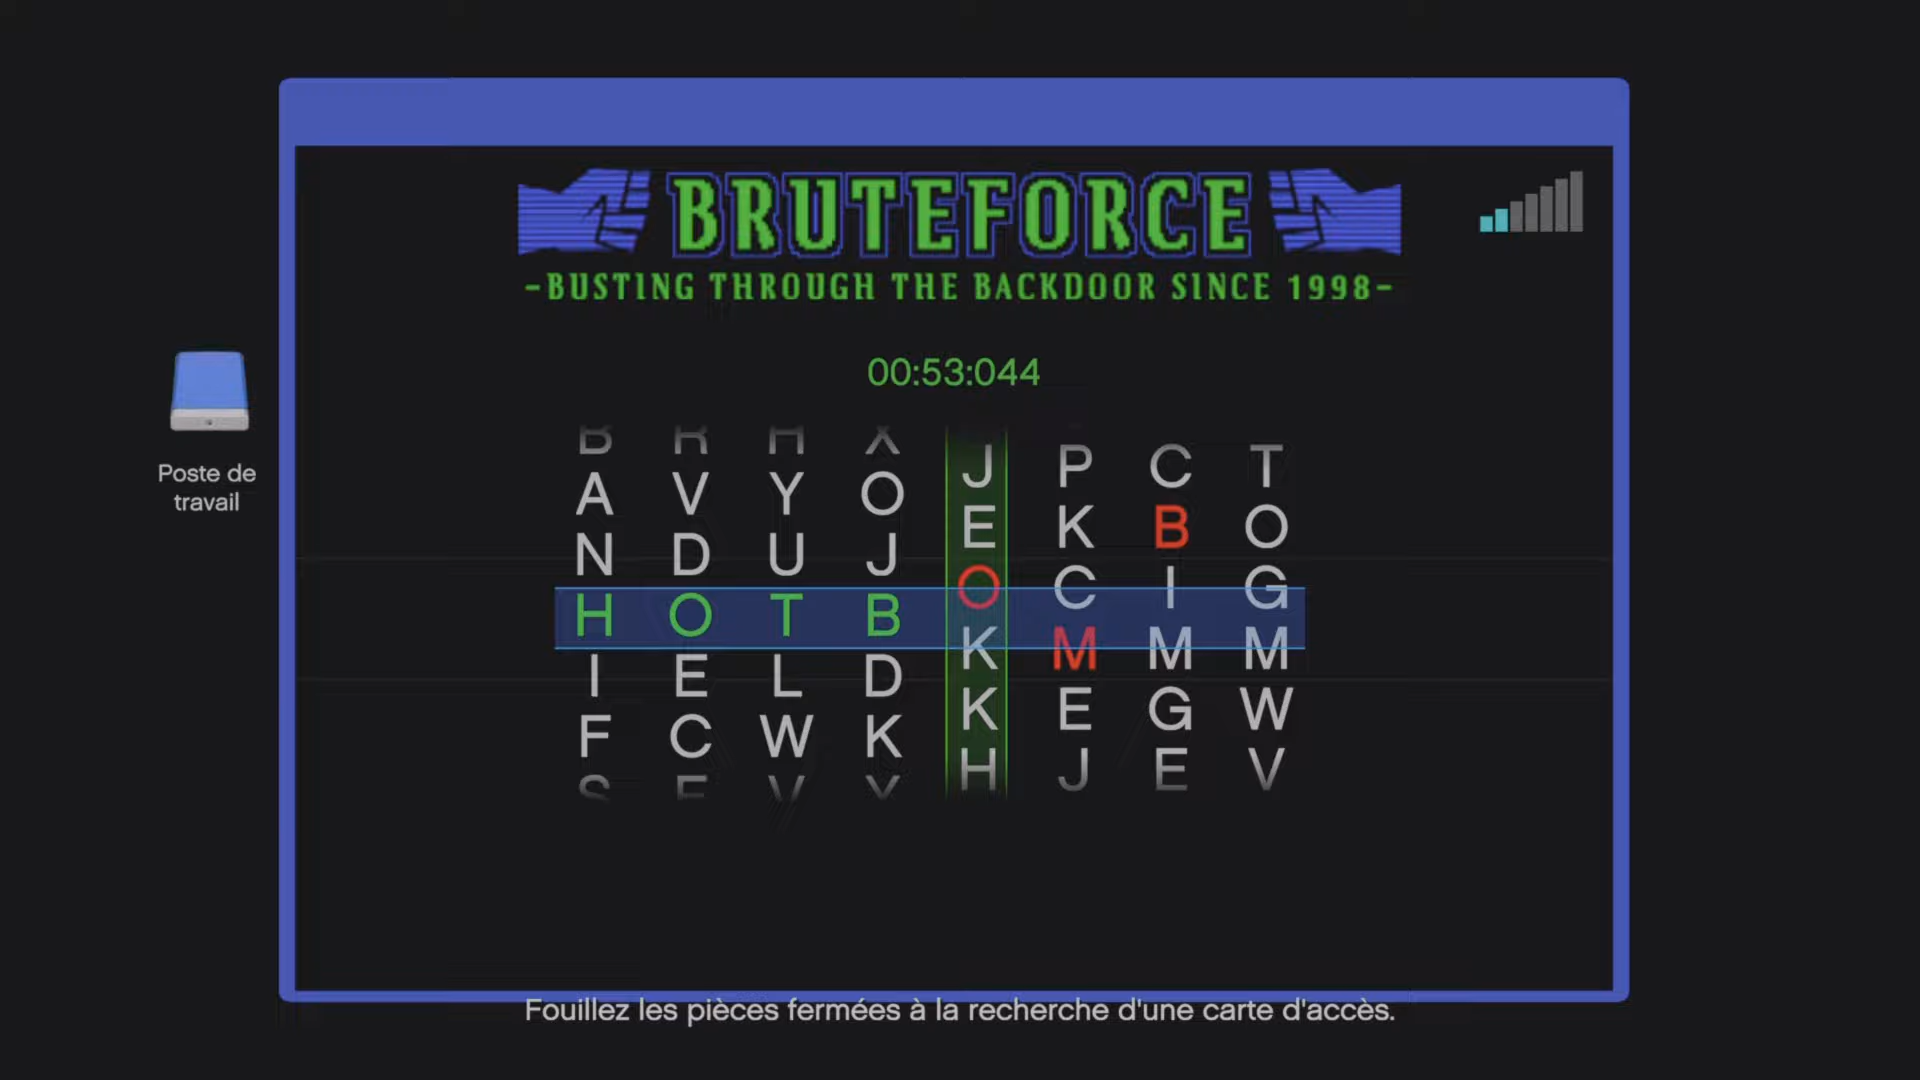 BRUTEFORCE
-BUSTING THROUGH THE BACKDOOR SINCE 1998-
00:53:044
Poste de
travail
B R H X J P C T
A V Y O E K B O
N D U J O C I G
H O T B K M M M
I E L D K E G W
F C W K H J E V
S E V Y
Fouillez les pièces fermées à la recherche d'une carte d'accès.